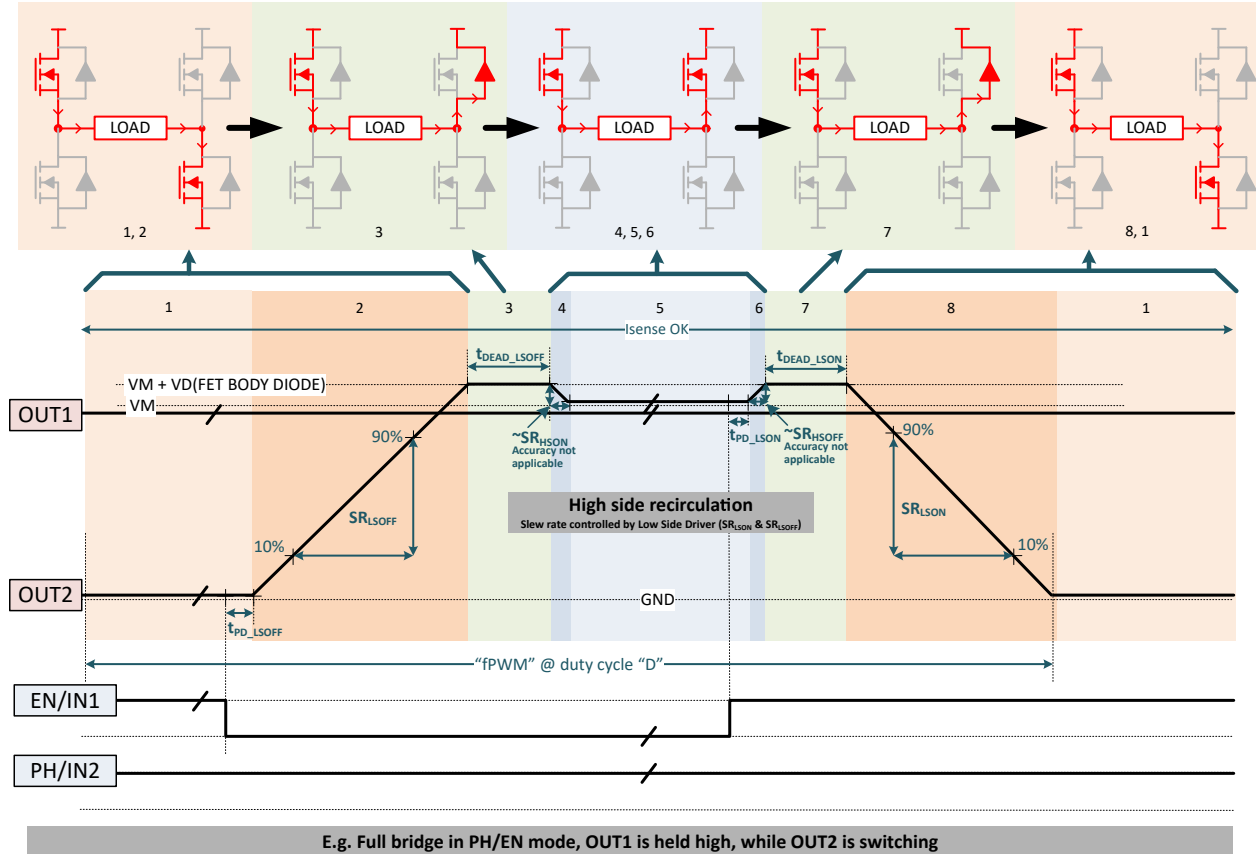 LOAD
LOAD
LOAD
LOAD
LOAD
1, 2
3
4, 5, 6
7
8, 1
1
2
3
4
5
6
7
8
1
Isense OK
tDEAD_LSOFF
tDEAD_LSON
VM + VD(FET BODY DIODE)
VM
OUT1
~SRHSON
Accuracy not
applicable
tPD_LSON
~SRHSOFF
Accuracy not
applicable
90%
90%
High side recirculation
Slew rate controlled by Low Side Driver (SRLSON & SRLSOFF)
SRLSOFF
SRLSON
10%
10%
OUT2
GND
tPD_LSOFF
“fPWM” @ duty cycle “D”
EN/IN1
PH/IN2
E.g. Full bridge in PH/EN mode, OUT1 is held high, while OUT2 is switching